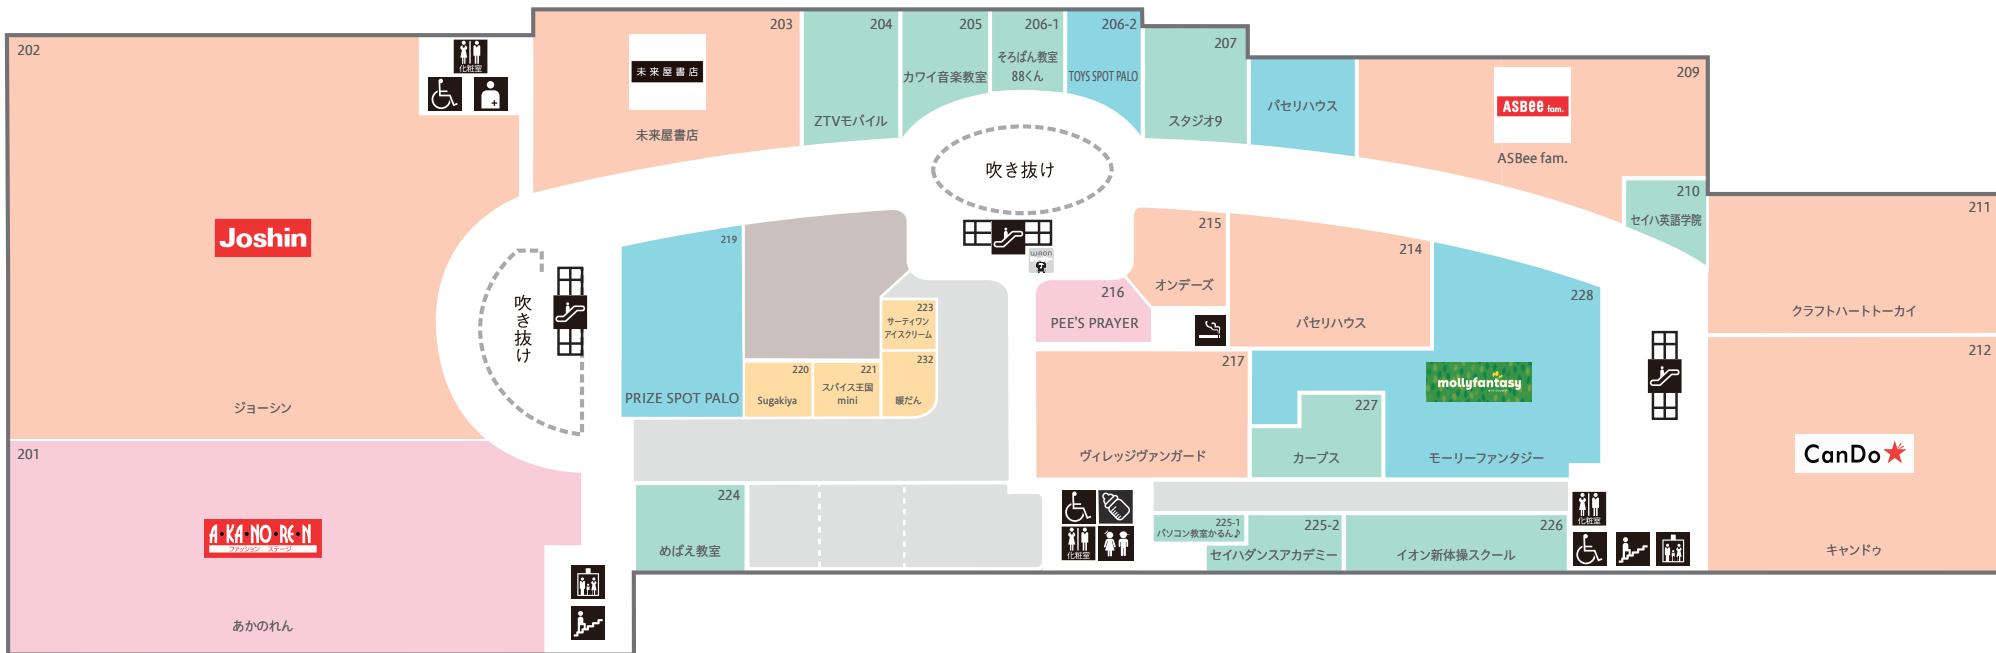 202
化粧室
Joshin
ジョーシン
201
A・KA・NO・RE・N
ファッション ステージ
あかのれん
203
未来屋書店
未来屋書店
204
ZTVモバイル
205
カワイ音楽教室
206-1
そろばん教室
88くん
206-2
TOYS SPOT PALO
207
スタジオ9
パセリハウス
209
ASBee fam.
ASBee fam.
210
セイハ英語学院
211
クラフトハートトーカイ
212
CanDo
キャンドゥ
吹き抜け
吹き抜け
WAON
219
PRIZE SPOT PALO
220
Sugakiya
221
スパイス王国
mini
223
サーティワン
アイスクリーム
232
暖だん
215
オンデーズ
214
パセリハウス
216
PEE'S PRAYER
217
ヴィレッジヴァンガード
228
mollyfantasy
モーリーファンタジー
227
カーブス
224
めばえ教室
化粧室
225-1
パソコン教室かるん♪
225-2
セイハダンスアカデミー
226
イオン新体操スクール
化粧室